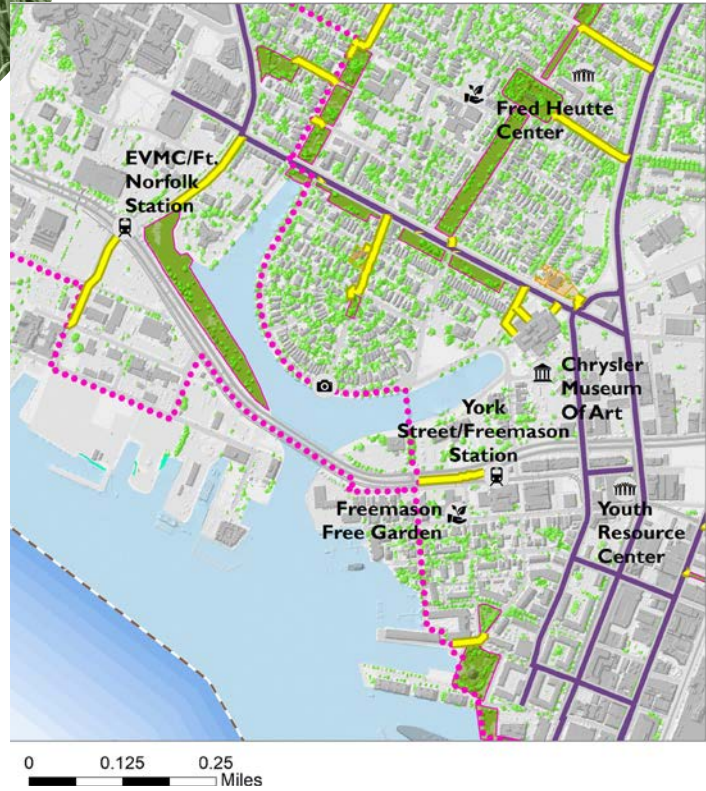 Fred Heutte
Center
EVMC/Ft.
Norfolk
Station
Chrysler
Museum
Of Art
York
Street/Freemason
Station
Freemason
Free Garden
Youth
Resource
Center
0 0.125 0.25
Miles